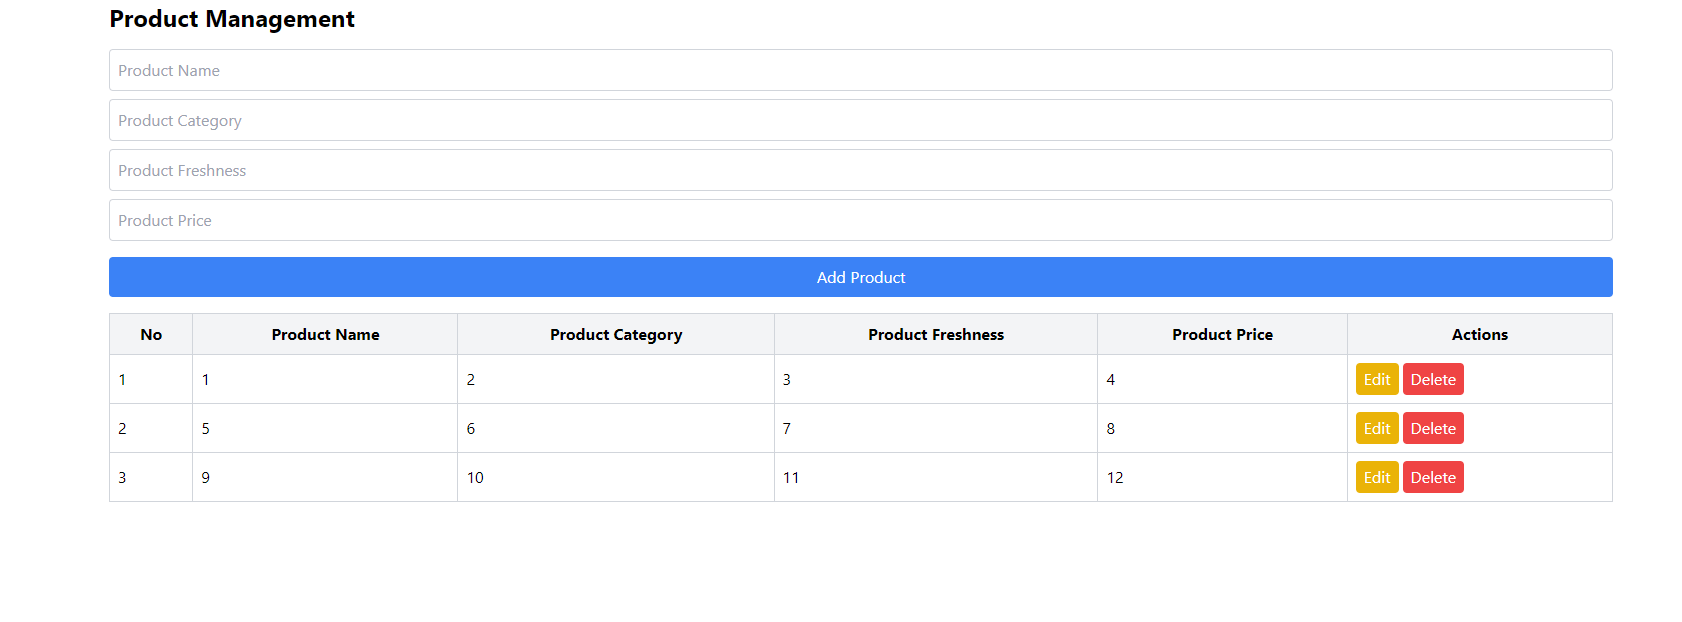 Product Management
Product Name
Product Category
Product Freshness
Product Price
Add Product
No Product Name Product Category Product Freshness Product Price Actions
1 1 2 3 4 Edit Delete
2 5 6 7 8 Edit Delete
3 9 10 11 12 Edit Delete